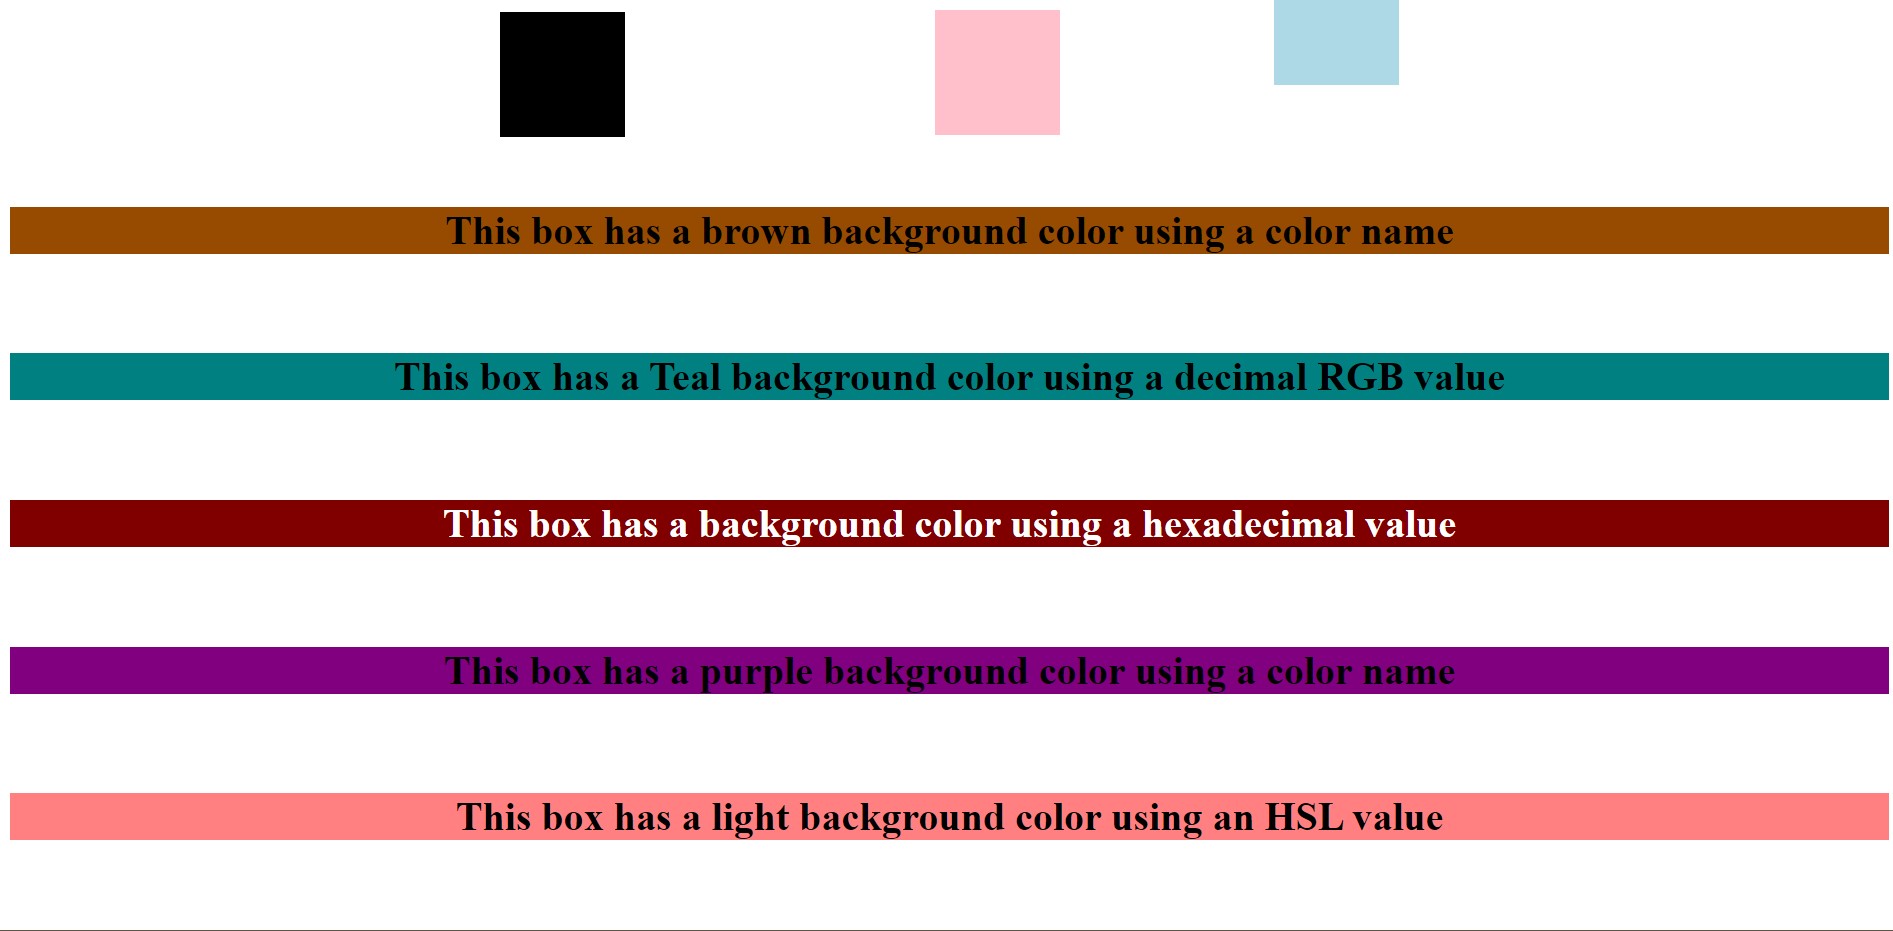 This box has a brown background color using a color name
This box has a Teal background color using a decimal RGB value
This box has a background color using a hexadecimal value
This box has a purple background color using a color name
This box has a light background color using an HSL value